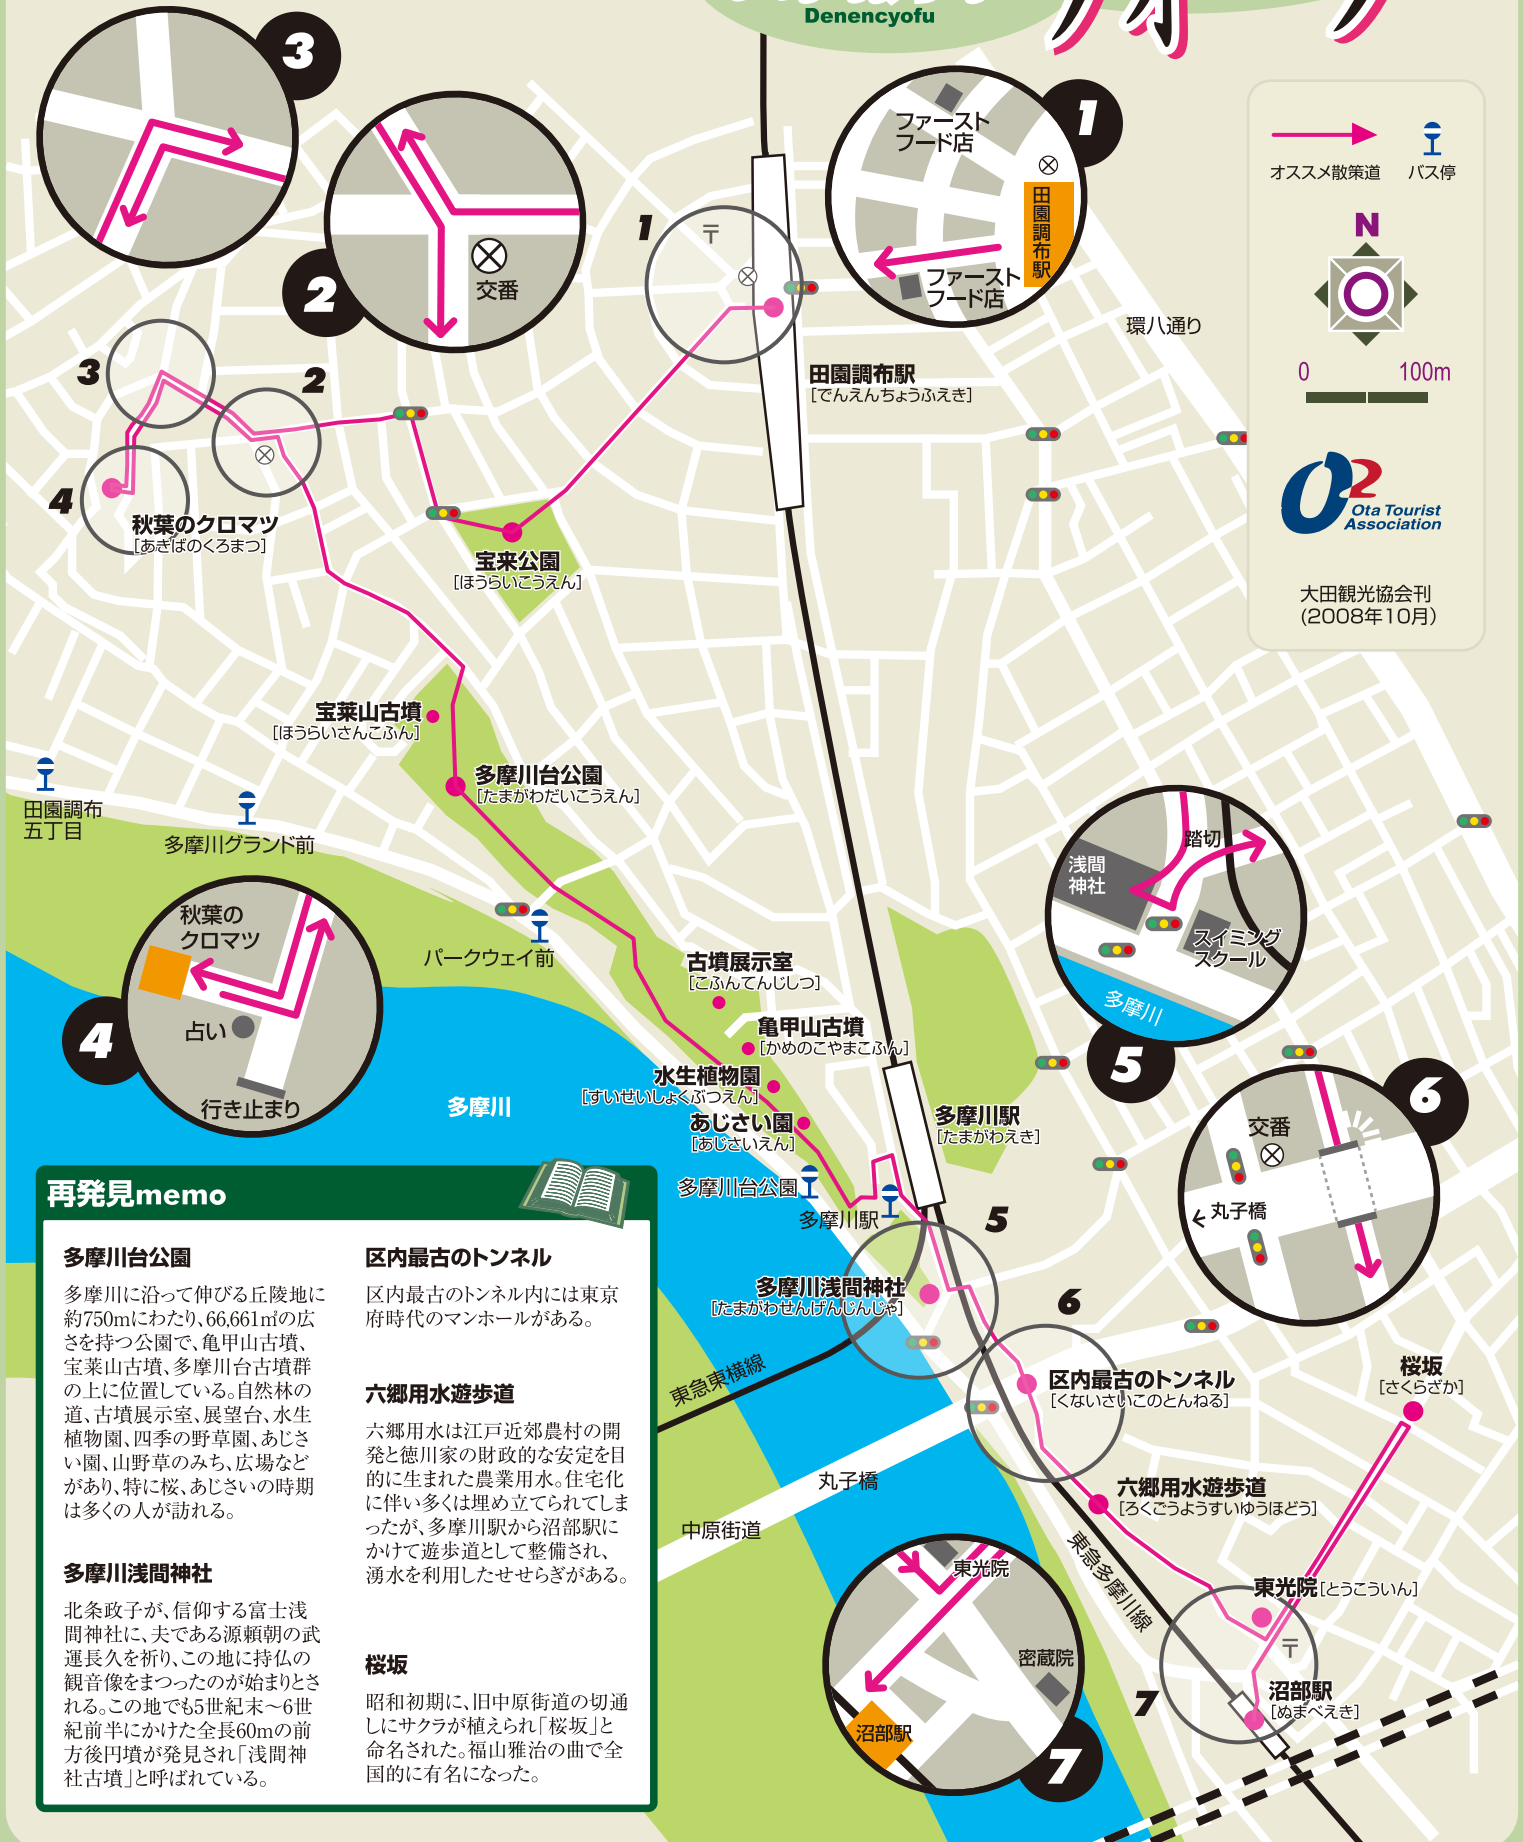 Denencyofu
3
2
交番
1
ファースト
フード店
田園調布駅
ファースト
フード店
オススメ散策道
バス停
N
0
100m
Ota Tourist
Association
大田観光協会刊
(2008年10月)
環八通り
1
〒
田園調布駅
[でんえんちょうふえき]
3
2
4
秋葉のクロマツ
[あきばのくろまつ]
宝来公園
[ほうらいこうえん]
宝莱山古墳
[ほうらいさんこふん]
多摩川台公園
[たまがわだいこうえん]
田園調布
五丁目
多摩川グランド前
パークウェイ前
秋葉の
クロマツ
占い
行き止まり
4
古墳展示室
[こふんてんじしつ]
亀甲山古墳
[かめのこやまこふん]
水生植物園
[すいせいしょくぶつえん]
あじさい園
[あじさいえん]
多摩川
多摩川駅
[たまがわえき]
多摩川台公園
多摩川駅
踏切
浅間
神社
スイミング
スクール
多摩川
5
交番
丸子橋
6
5
多摩川浅間神社
[たまがわせんげんじんじゃ]
6
区内最古のトンネル
[くないさいこのとんねる]
桜坂
[さくらざか]
東急東横線
丸子橋
中原街道
六郷用水遊歩道
[ろくごうようすいゆうほどう]
東急多摩川線
東光院[とうこういん]
〒
沼部駅
[ぬまべえき]
7
東光院
密蔵院
沼部駅
7
再発見memo
多摩川台公園
多摩川に沿って伸びる丘陵地に
約750mにわたり、66,661㎡の広
さを持つ公園で、亀甲山古墳、
宝莱山古墳、多摩川台古墳群
の上に位置している。自然林の
道、古墳展示室、展望台、水生
植物園、四季の野草園、あじさ
い園、山野草のみち、広場など
があり、特に桜、あじさいの時期
は多くの人が訪れる。
多摩川浅間神社
北条政子が、信仰する富士浅
間神社に、夫である源頼朝の武
運長久を祈り、この地に持仏の
観音像をまつったのが始まりとさ
れる。この地でも5世紀末〜6世
紀前半にかけた全長60mの前
方後円墳が発見され「浅間神
社古墳」と呼ばれている。
区内最古のトンネル
区内最古のトンネル内には東京
府時代のマンホールがある。
六郷用水遊歩道
六郷用水は江戸近郊農村の開
発と徳川家の財政的な安定を目
的に生まれた農業用水。住宅化
に伴い多くは埋め立てられてしま
ったが、多摩川駅から沼部駅に
かけて遊歩道として整備され、
湧水を利用したせせらぎがある。
桜坂
昭和初期に、旧中原街道の切通
しにサクラが植えられ「桜坂」と
命名された。福山雅治の曲で全
国的に有名になった。